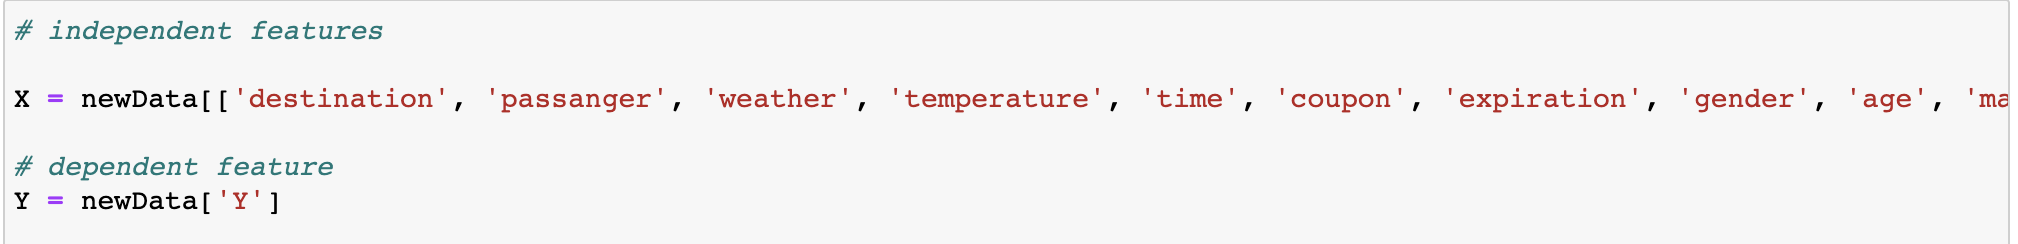 # independent features
X = newData[['destination', 'passanger', 'weather', 'temperature', 'time', 'coupon', 'expiration', 'gender', 'age', 'ma
# dependent feature
Y = newData['Y']